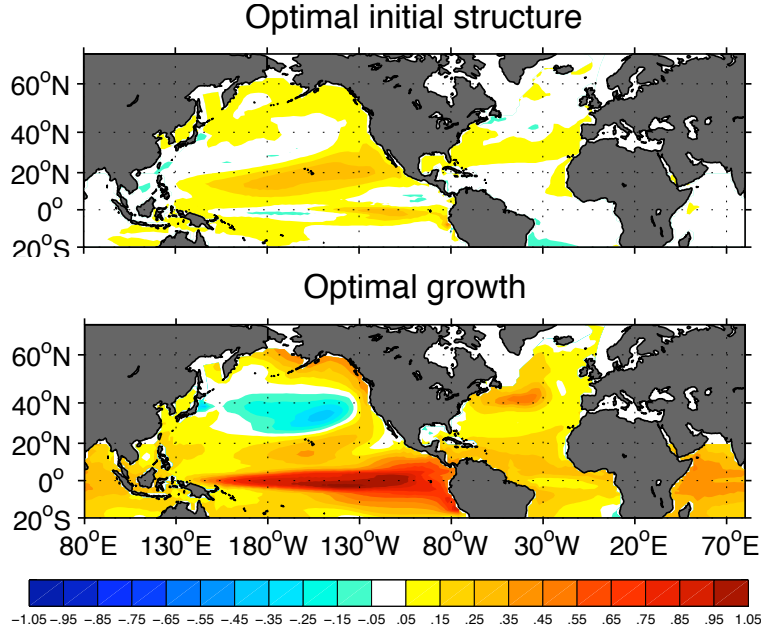 Optimal initial structure
60°N
40°N
20°N
0°
20°S
Optimal growth
60°N
40°N
20°N
0°
20°S
80°E 130°E 180°W 130°W 80°W 30°W 20°E 70°E
−1.05 −.95 −.85 −.75 −.65 −.55 −.45 −.35 −.25 −.15 −.05 .05 .15 .25 .35 .45 .55 .65 .75 .85 .95 1.05